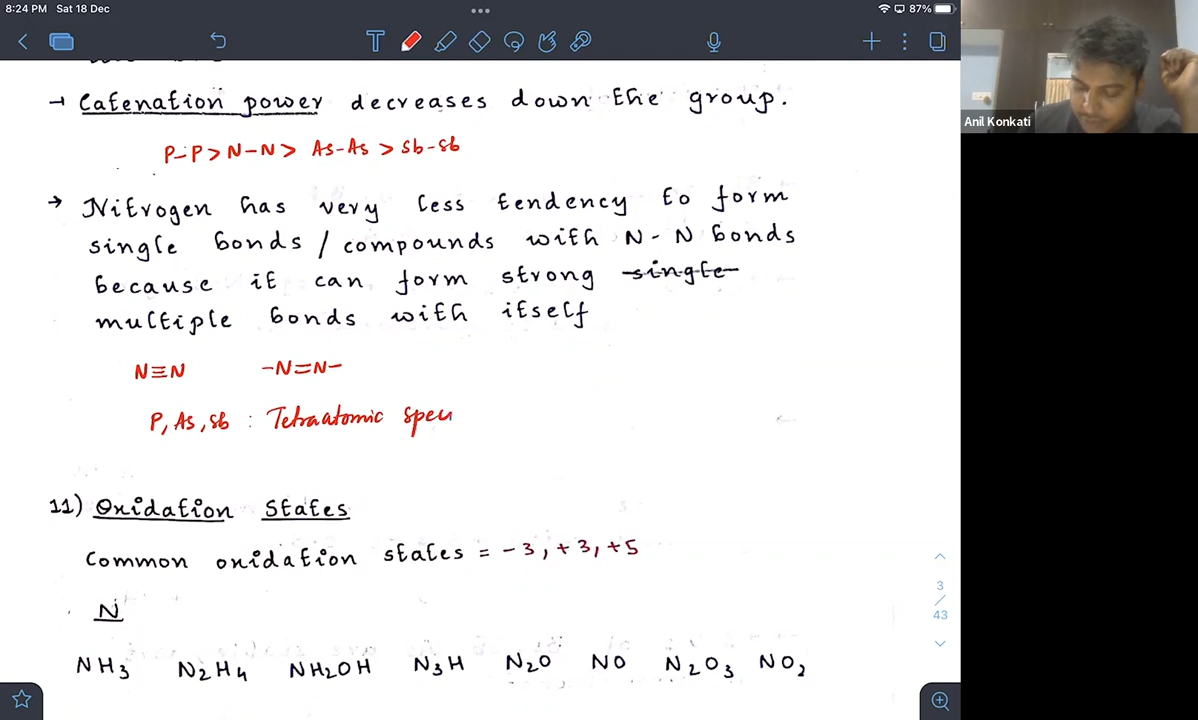 8:24 PM Sat 18 Dec
87%
Anil Konkati
→ Catenation power decreases down the group.
P-P > N-N > As-As > Sb-Sb
→ Nitrogen has very less tendency to form
single bonds / compounds with N-N bonds
because it can form strong single
multiple bonds with itself
N≡N -N=N-
P, As, Sb : Tetraatomic speci
11) Oxidation States
Common oxidation states = -3, +3, +5
3
/
43
N
NH3 N2H4 NH2OH N3H N2O NO N2O3 NO2